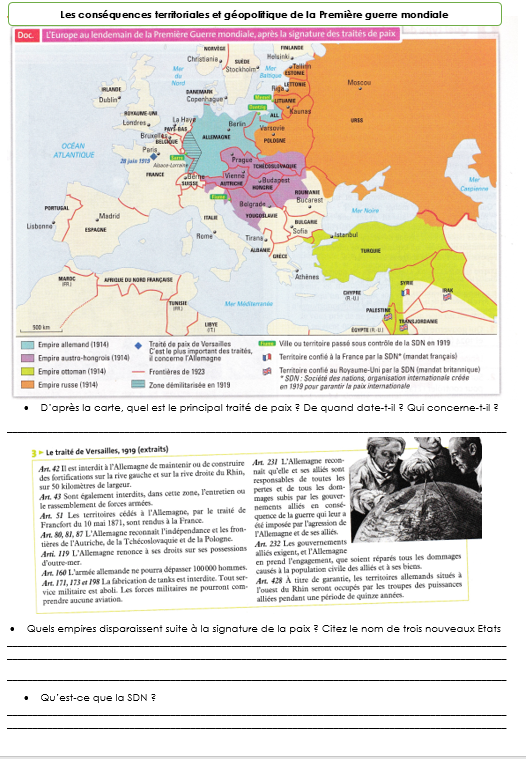 Les conséquences territoriales et géopolitique de la Première guerre mondiale
Doc. L'Europe au lendemain de la Première Guerre mondiale, après la signature des traités de paix
NORVÈGE
Christiania
SUÈDE
Stockholm
FINLANDE
Helsinki
Tallinn
ESTONIE
Mer Baltique
Mer du Nord
Riga
LETTONIE
Moscou
IRLANDE
Dublin
DANEMARK
Copenhague
Memel
LITUANIE
Kaunas
Dantzig
ALL.
ROYAUME-UNI
Londres
La Haye
PAYS-BAS
Berlin
ALLEMAGNE
Varsovie
POLOGNE
URSS
Bruxelles
BELGIQUE
Paris
28 juin 1919
Sarre
Alsace-Lorraine
Prague
TCHÉCOSLOVAQUIE
OCÉAN ATLANTIQUE
FRANCE
Berne
SUISSE
Vienne
AUTRICHE
Budapest
HONGRIE
Fiume
ROUMANIE
Bucarest
Belgrade
YOUGOSLAVIE
Mer Noire
Mer Caspienne
PORTUGAL
Lisbonne
Madrid
ESPAGNE
ITALIE
Rome
BULGARIE
Sofia
Tirana
ALBANIE
GRÈCE
Istanbul
TURQUIE
Athènes
MAROC (FR.)
AFRIQUE DU NORD FRANÇAISE
TUNISIE (FR.)
Mer Méditerranée
CHYPRE (R.-U.)
SYRIE
IRAK
PALESTINE
TRANSJORDANIE
LIBYE (IT.)
ÉGYPTE (R.-U.)
500 km
Empire allemand (1914)
Empire austro-hongrois (1914)
Empire ottoman (1914)
Empire russe (1914)
Traité de paix de Versailles
C'est le plus important des traités,
il concerne l'Allemagne
Frontières de 1923
Zone démilitarisée en 1919
Fiume Ville ou territoire passé sous contrôle de la SDN en 1919
Territoire confié à la France par la SDN* (mandat français)
Territoire confié au Royaume-Uni par la SDN (mandat britannique)
* SDN : Société des nations, organisation internationale créée
en 1919 pour garantir la paix internationale
• D'après la carte, quel est le principal traité de paix ? De quand date-t-il ? Qui concerne-t-il ?
3 Le traité de Versailles, 1919 (extraits)
Art. 42 Il est interdit à l'Allemagne de maintenir ou de construire
des fortifications sur la rive gauche et sur la rive droite du Rhin,
sur 50 kilomètres de largeur.
Art. 43 Sont également interdits, dans cette zone, l'entretien ou
le rassemblement de forces armées.
Art. 51 Les territoires cédés à l'Allemagne, par le traité de
Francfort du 10 mai 1871, sont rendus à la France.
Art. 80, 81, 87 L'Allemagne reconnaît l'indépendance et les fron-
tières de l'Autriche, de la Tchécoslovaquie et de la Pologne.
Art. 119 L'Allemagne renonce à ses droits sur ses possessions
d'outre-mer.
Art. 160 L'armée allemande ne pourra dépasser 100000 hommes.
Art. 171, 173 et 198 La fabrication de tanks est interdite. Tout ser-
vice militaire est aboli. Les forces militaires ne pourront com-
prendre aucune aviation.
Art. 231 L'Allemagne recon-
naît qu'elle et ses alliés sont
responsables de toutes les
pertes et de tous les dom-
mages subis par les gouver-
nements alliés en consé-
quence de la guerre qui leur a
été imposée par l'agression de
l'Allemagne et de ses alliés.
Art. 232 Les gouvernements
alliés exigent, et l'Allemagne
en prend l'engagement, que soient réparés tous les dommages
causés à la population civile des alliés et à ses biens.
Art. 428 À titre de garantie, les territoires allemands situés à
l'ouest du Rhin seront occupés par les troupes des puissances
alliées pendant une période de quinze années.
• Quels empires disparaissent suite à la signature de la paix ? Citez le nom de trois nouveaux Etats
• Qu'est-ce que la SDN ?